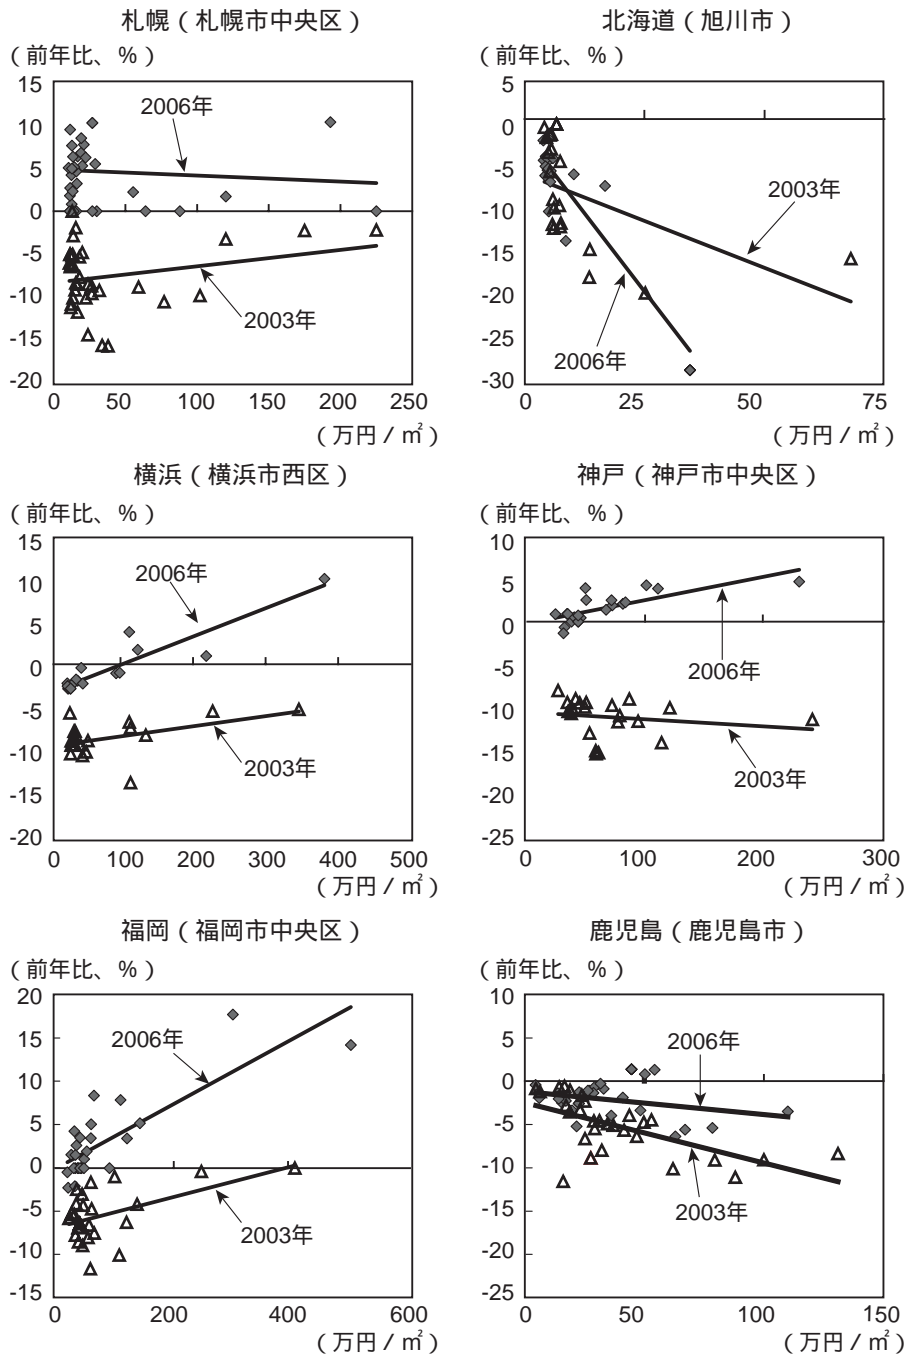 札幌（札幌市中央区）
（前年比、％）
15
10
5
0
-5
-10
-15
-20
2006年
2003年
0 50 100 150 200 250
（万円／㎡）
北海道（旭川市）
（前年比、％）
5
0
-5
-10
-15
-20
-25
-30
2003年
2006年
0 25 50 75
（万円／㎡）
横浜（横浜市西区）
（前年比、％）
15
10
5
0
-5
-10
-15
-20
2006年
2003年
0 100 200 300 400 500
（万円／㎡）
神戸（神戸市中央区）
（前年比、％）
10
5
0
-5
-10
-15
-20
-25
2006年
2003年
0 100 200 300
（万円／㎡）
福岡（福岡市中央区）
（前年比、％）
20
15
10
5
0
-5
-10
-15
2006年
2003年
0 200 400 600
（万円／㎡）
鹿児島（鹿児島市）
（前年比、％）
10
5
0
-5
-10
-15
-20
-25
2006年
2003年
0 50 100 150
（万円／㎡）